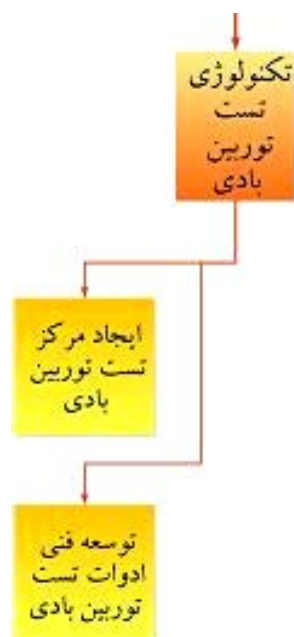 تکنولوژی
تست
توربین
بادی
ایجاد مرکز
تست توربین
بادی
توسعه فنی
ادوات تست
توربین بادی